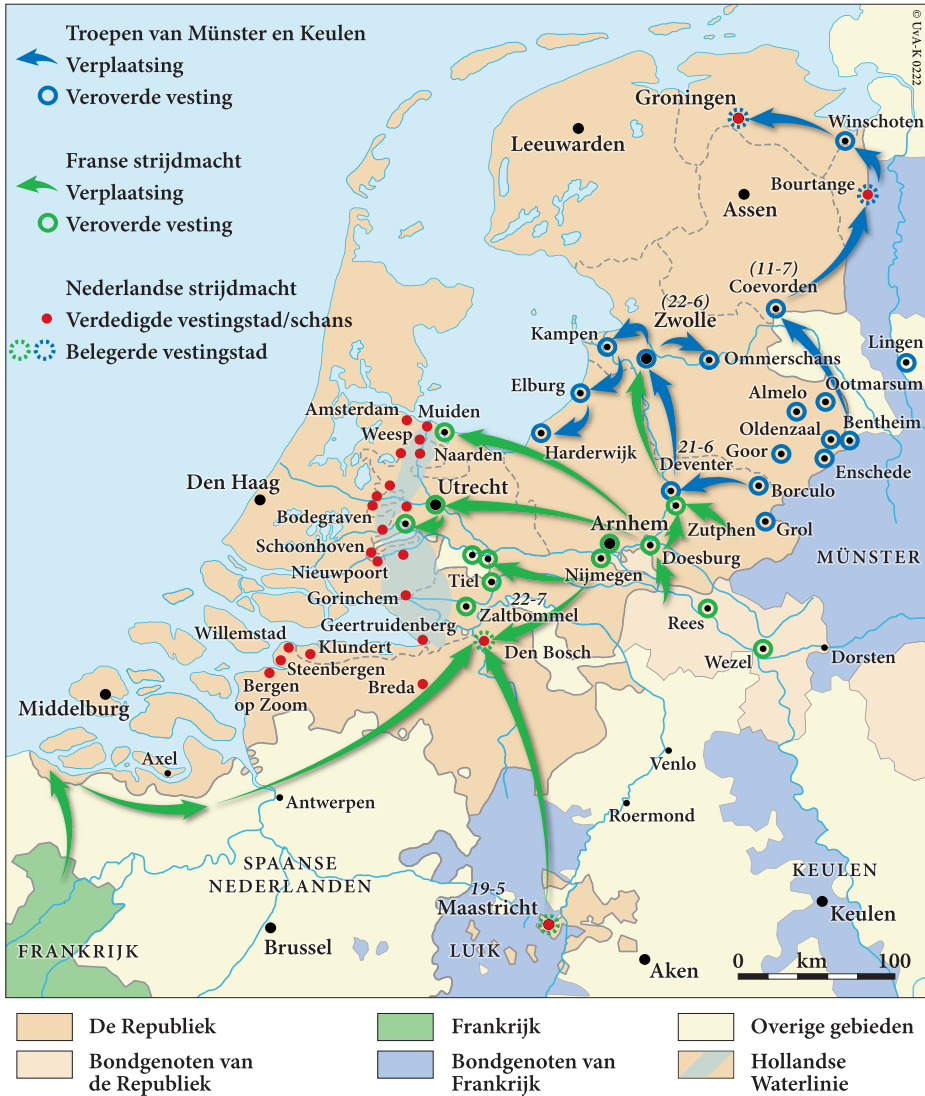 © UvA-K 0222
Troepen van Münster en Keulen
Verplaatsing
Veroverde vesting
Franse strijdmacht
Verplaatsing
Veroverde vesting
Nederlandse strijdmacht
Verdedigde vestingstad/schans
Belegerde vestingstad
Groningen
Winschoten
Leeuwarden
Bourtange
Assen
(11-7)
Coevorden
(22-6)
Zwolle
Kampen
Ommerschans
Lingen
Elburg
Ootmarsum
Almelo
Amsterdam
Muiden
Bentheim
Oldenzaal
Weesp
Naarden
Harderwijk
21-6
Deventer
Goor
Enschede
Den Haag
Utrecht
Borculo
Bodegraven
Arnhem
Zutphen
Grol
Schoonhoven
Doesburg
MÜNSTER
Nieuwpoort
Tiel
Nijmegen
Gorinchem
22-7
Zaltbommel
Rees
Geertruidenberg
Willemstad
Klundert
Den Bosch
Wezel
Dorsten
Steenbergen
Bergen
op Zoom
Breda
Middelburg
Axel
Venlo
Antwerpen
Roermond
SPAANSE
NEDERLANDEN
KEULEN
19-5
Maastricht
Keulen
Brussel
FRANKRIJK
LUIK
Aken
0 km 100
De Republiek
Frankrijk
Overige gebieden
Bondgenoten van
de Republiek
Bondgenoten van
Frankrijk
Hollandse
Waterlinie